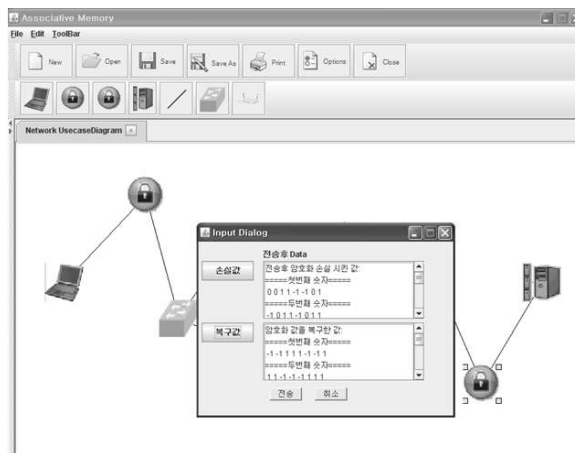 Associative Memory
File Edit ToolBar
New Open Save Save As Print Options Close
Network UsecaseDiagram
Input Dialog
전송후 Data
손실값
전송후 암호화 손실 시킨 값:
=====첫번째 숫자=====
0 0 1 1 -1 -1 0 1
=====두번째 숫자=====
-1 0 1 1 -1 0 1 1
복구값
암호화 값을 복구한 값:
=====첫번째 숫자=====
-1 -1 1 1 1 -1 -1 1
=====두번째 숫자=====
1 1 -1 -1 -1 1 1 1
전송 취소